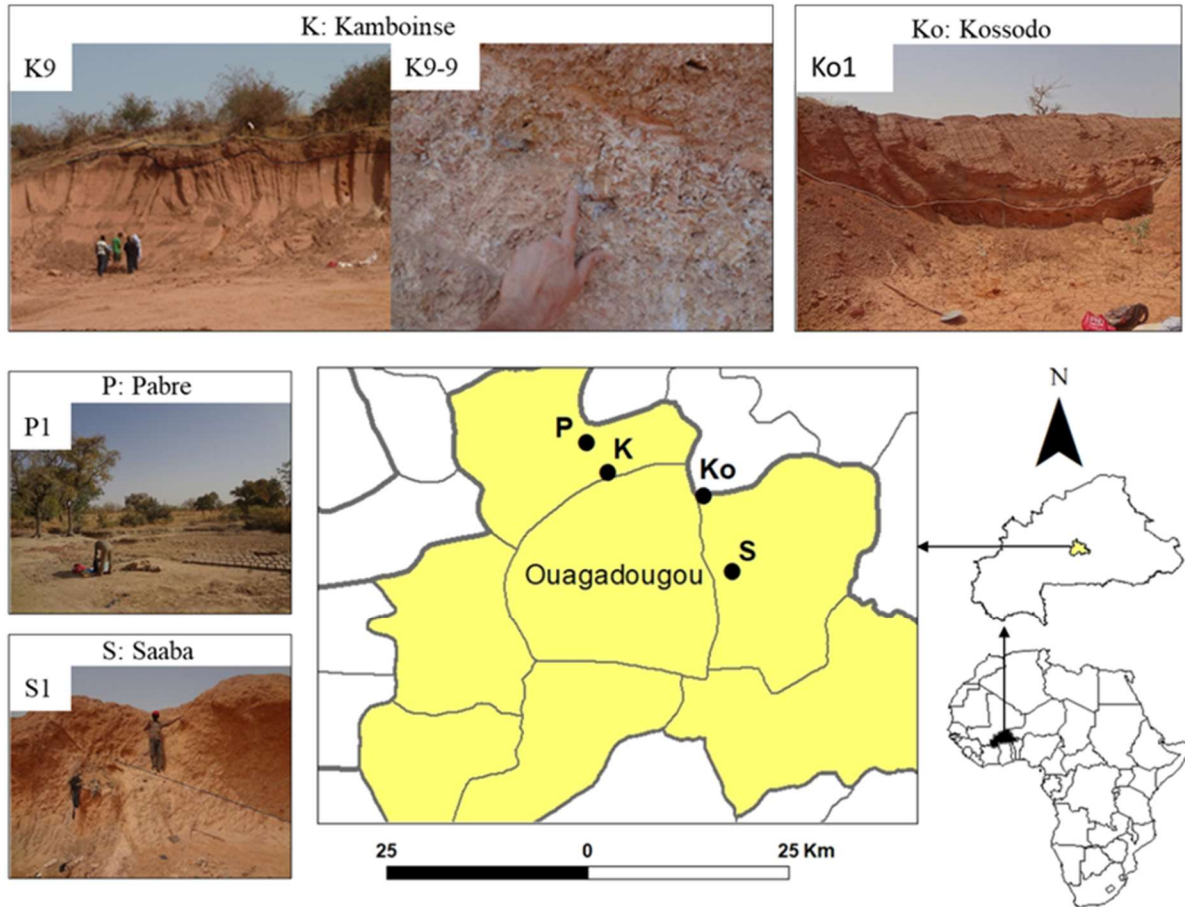 K: Kamboinse
K9
K9-9
Ko: Kossodo
Ko1
P: Pabre
P1
S: Saaba
S1
P
K
Ko
S
Ouagadougou
N
25 0 25 Km